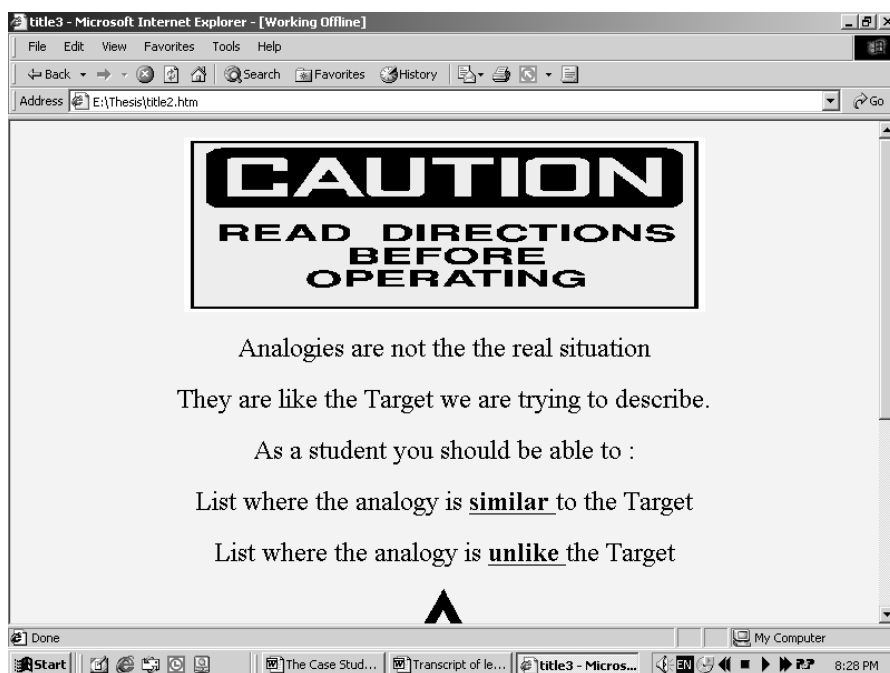 title3 - Microsoft Internet Explorer - [Working Offline]
File Edit View Favorites Tools Help
Back Search Favorites History
Address E:\Thesis\title2.htm Go
CAUTION
READ DIRECTIONS
BEFORE
OPERATING
Analogies are not the the real situation
They are like the Target we are trying to describe.
As a student you should be able to :
List where the analogy is similar to the Target
List where the analogy is unlike the Target
Done My Computer
Start The Case Stud... Transcript of le... title3 - Micros... EN 8:28 PM